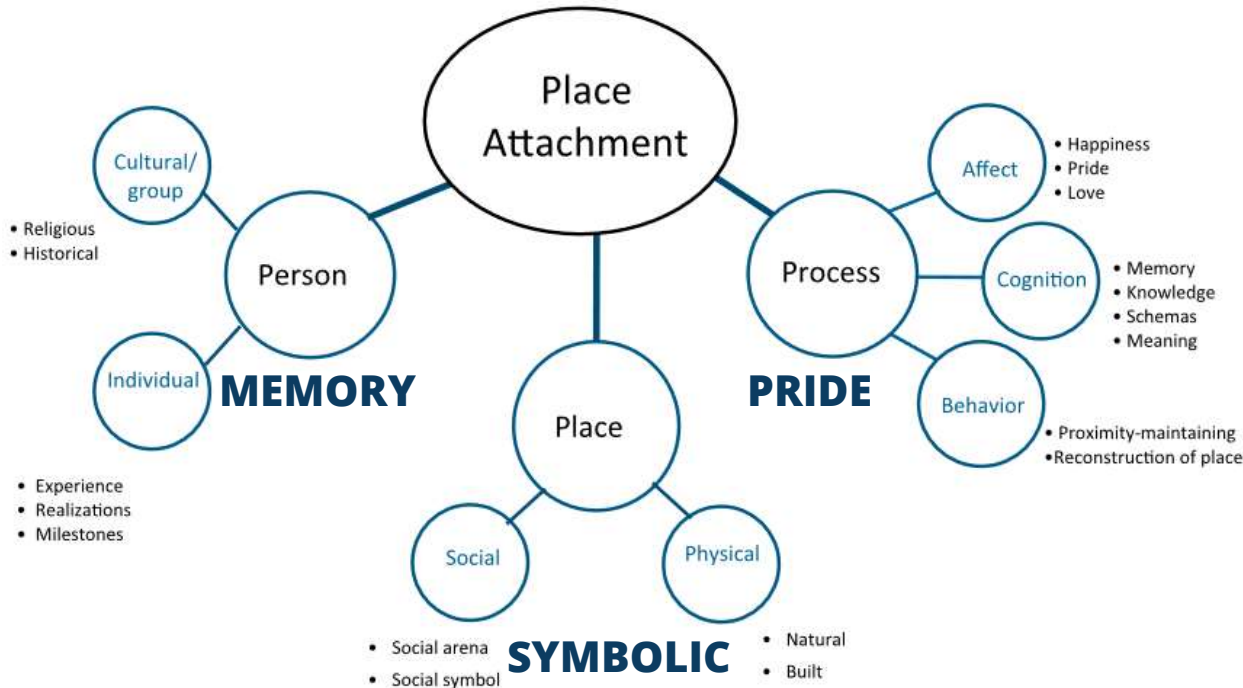 Place
Attachment
Cultural/
group
• Religious
• Historical
Person
Individual
MEMORY
• Experience
• Realizations
• Milestones
Place
Social
• Social arena
• Social symbol
SYMBOLIC
Physical
• Natural
• Built
Process
PRIDE
Affect
• Happiness
• Pride
• Love
Cognition
• Memory
• Knowledge
• Schemas
• Meaning
Behavior
• Proximity-maintaining
•Reconstruction of place